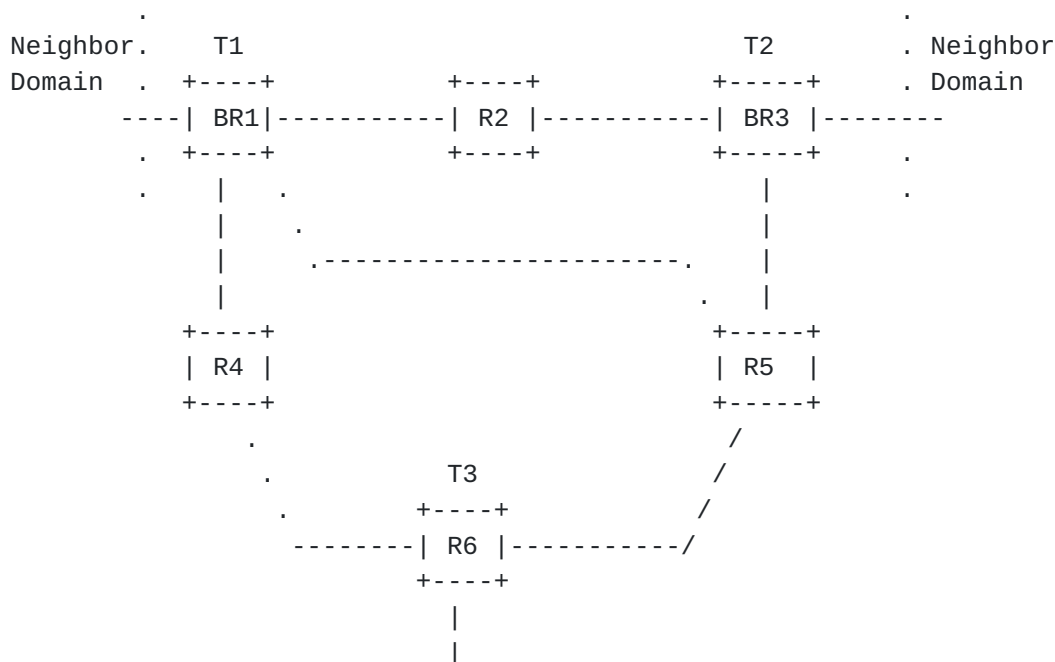 Neighbor T1 T2 Neighbor
Domain Domain
BR1 R2 BR3
R4 R5
T3
R6